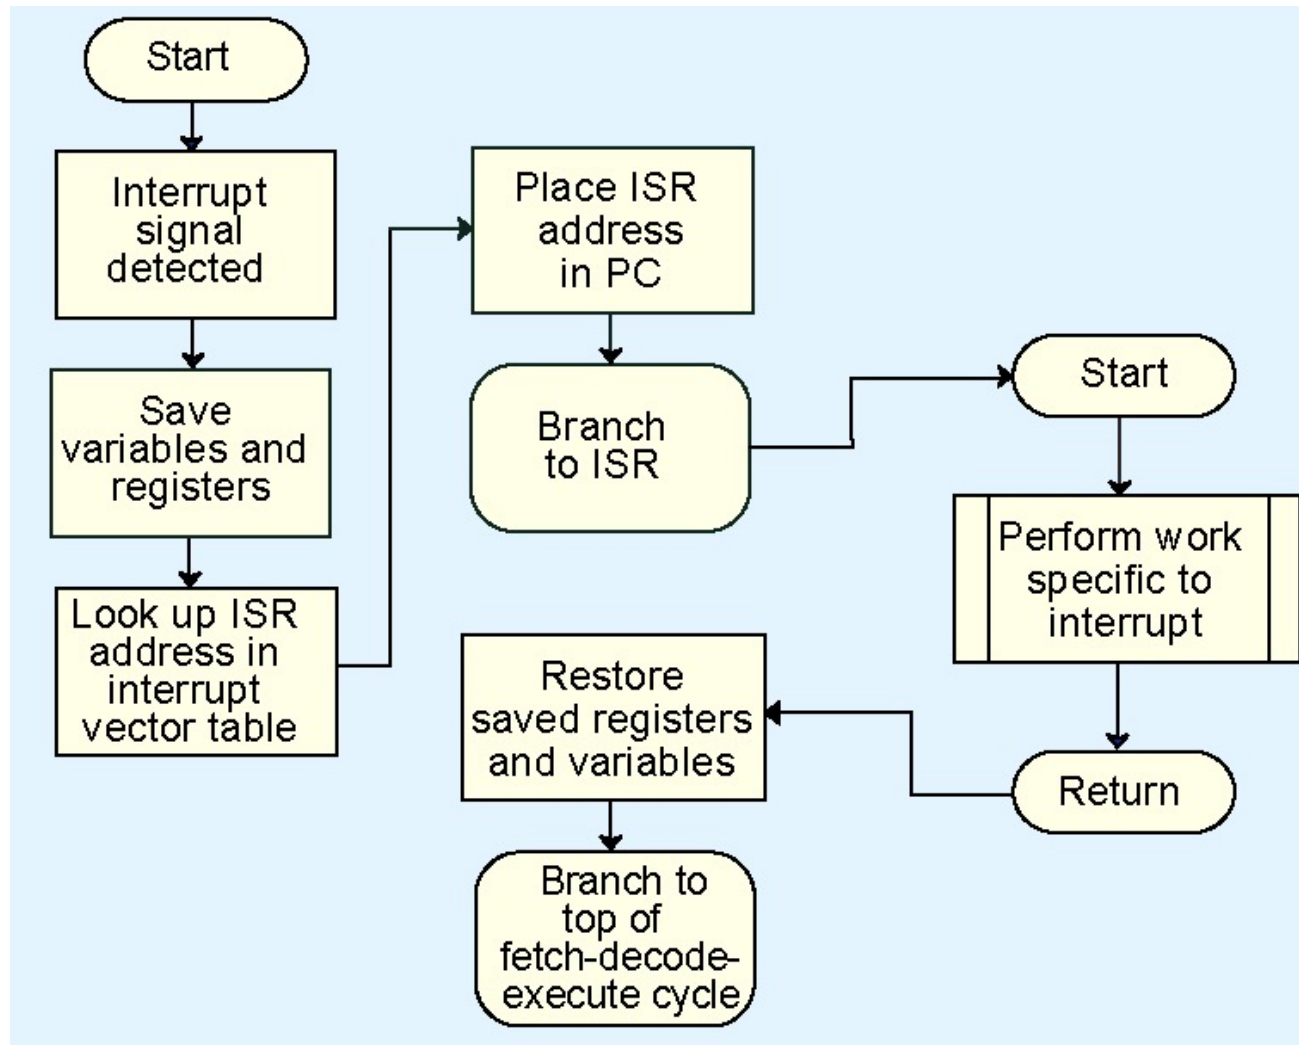 Start
Interrupt
signal
detected
Save
variables and
registers
Look up ISR
address in
interrupt
vector table
Place ISR
address
in PC
Branch
to ISR
Start
Perform work
specific to
interrupt
Return
Restore
saved registers
and variables
Branch to
top of
fetch-decode-
execute cycle